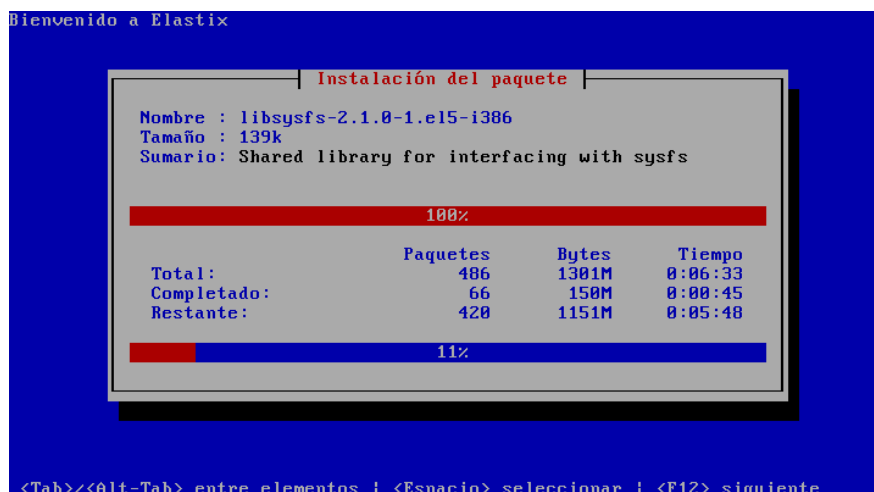 Bienvenido a Elastix
Instalación del paquete
Nombre : libsysfs-2.1.0-1.el5-i386
Tamaño : 139k
Sumario: Shared library for interfacing with sysfs
100%
Paquetes Bytes Tiempo
Total: 486 1301M 0:06:33
Completado: 66 150M 0:00:45
Restante: 420 1151M 0:05:48
11%
<Tab>/<Alt-Tab> entre elementos | <Espacio> seleccionar | <F12> siguiente